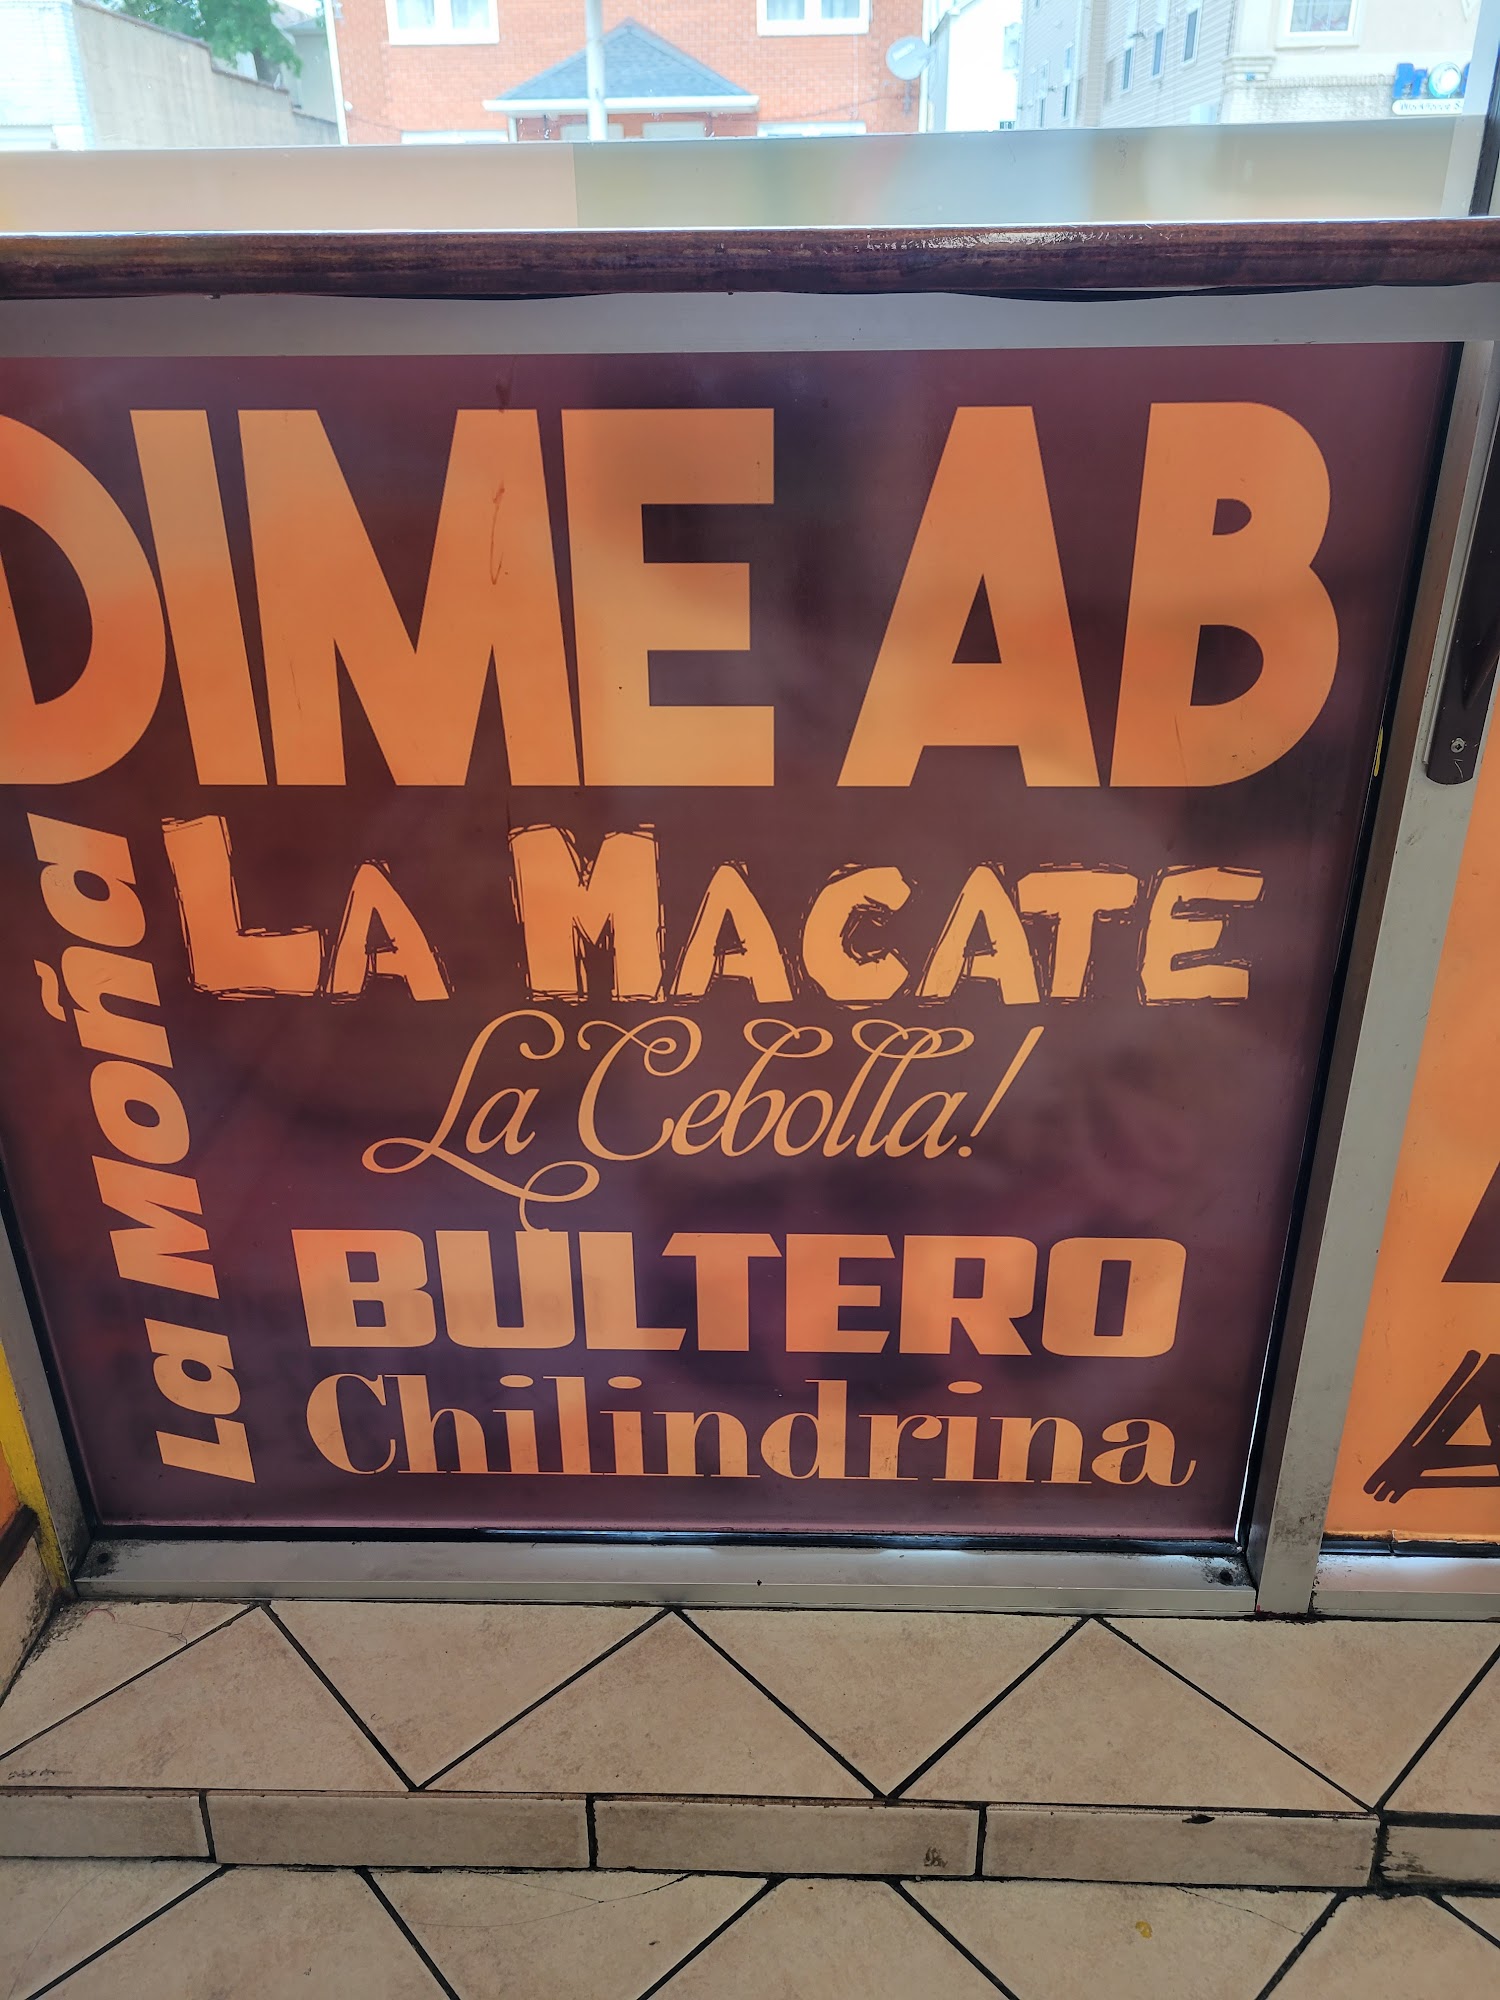 DIME AB
La Moña
LA MACATE
La Cebolla!
BULTERO
Chilindrina